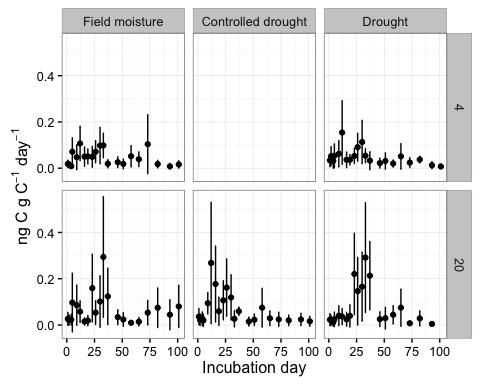 Field moisture Controlled drought Drought
0.4
0.2
0.0
4
0.4
0.2
0.0
20
0 25 50 75 100 0 25 50 75 100 0 25 50 75 100
Incubation day
ng C g C⁻¹ day⁻¹